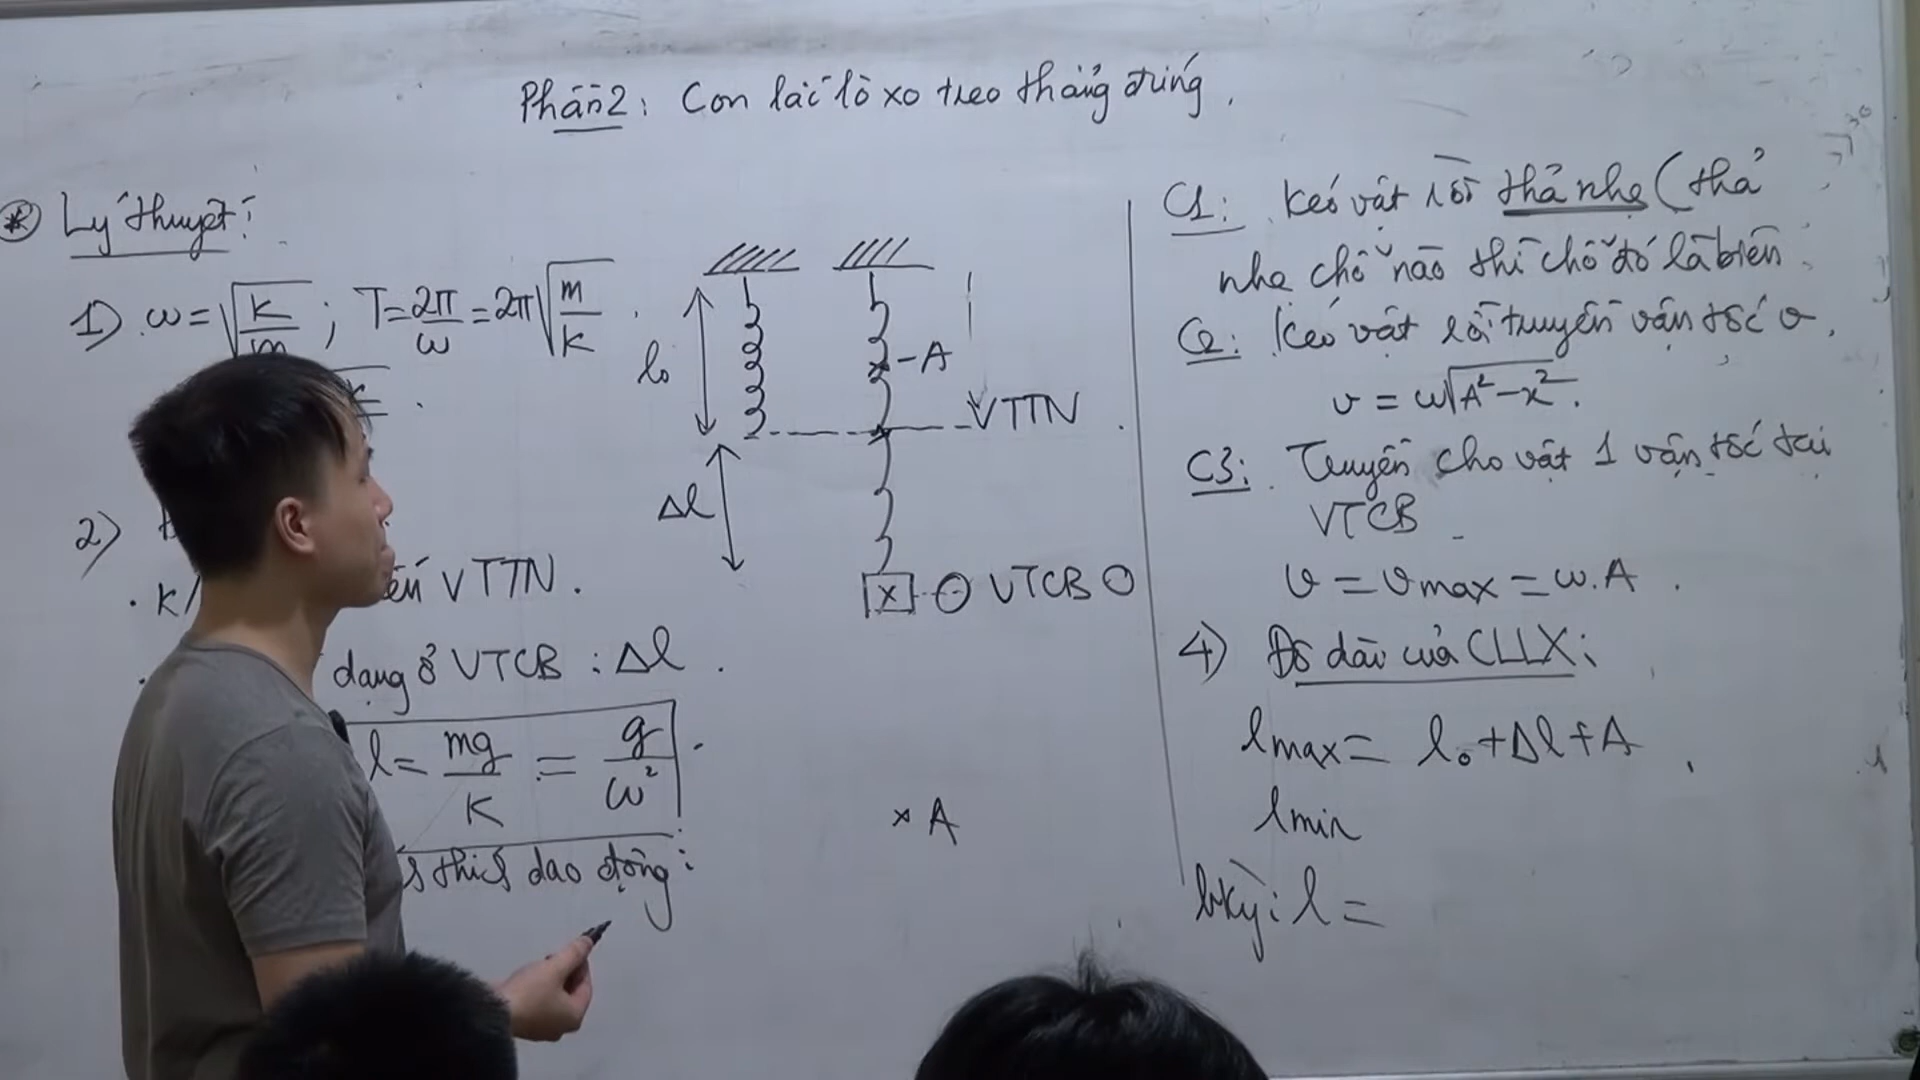 Phần 2: Con lắc lò xo treo thẳng đứng.
* Lý thuyết:
1) ω = √(k/m); T = 2π/ω = 2π√(m/k).
2)
VTTN.
dạng ở VTCB: Δl.
l = mg/K = g/ω².
thích dao động:
l₀
Δl
-A
VTTN
x O VTCB O
x A
C1: Kéo vật rồi thả nhẹ (thả
nhẹ chỗ nào thì chỗ đó là biên
C2: Kéo vật rồi truyền vận tốc v.
v = ω√(A² - x²).
C3: Truyền cho vật 1 vận tốc tại
VTCB
v = vmax = ω.A.
4) Độ dài của CLLX:
lmax = l₀ + Δl + A
lmin
bkỳ: l =